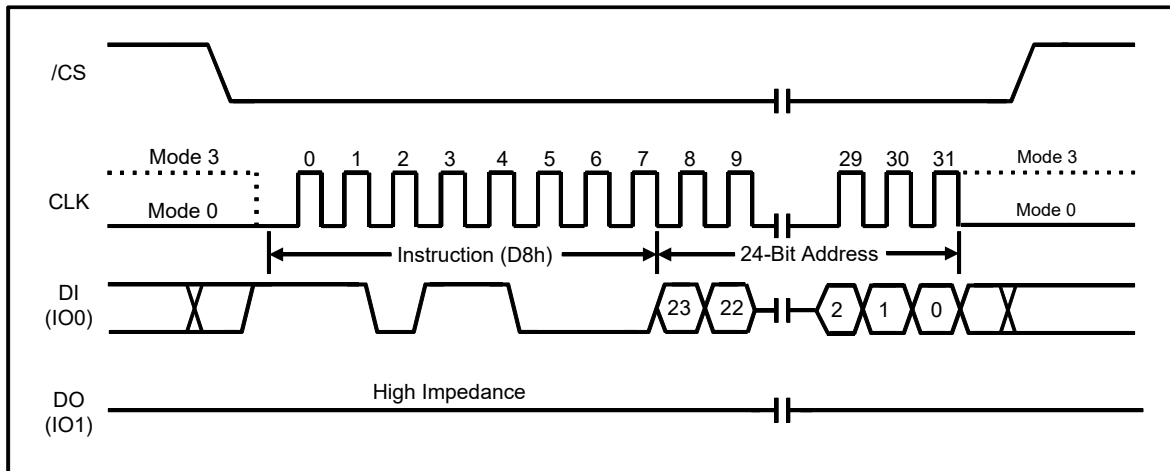 /CS
Mode 3 0 1 2 3 4 5 6 7 8 9 29 30 31 Mode 3
CLK
Mode 0 Mode 0
Instruction (D8h) 24-Bit Address
DI
(IO0)
23 22 2 1 0
High Impedance
DO
(IO1)